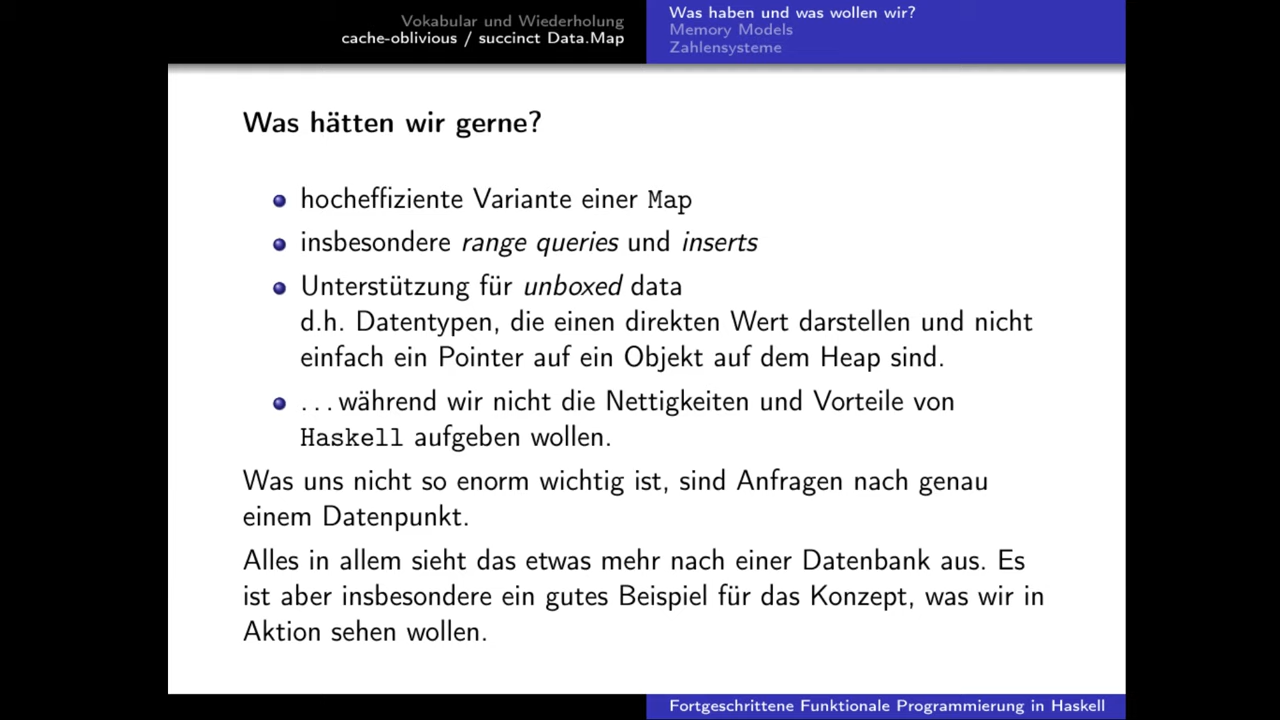 Vokabular und Wiederholung
cache-oblivious / succinct Data.Map
Was haben und was wollen wir?
Memory Models
Zahlensysteme
Was hätten wir gerne?
hocheffiziente Variante einer Map
insbesondere range queries und inserts
Unterstützung für unboxed data
d.h. Datentypen, die einen direkten Wert darstellen und nicht
einfach ein Pointer auf ein Objekt auf dem Heap sind.
...während wir nicht die Nettigkeiten und Vorteile von
Haskell aufgeben wollen.
Was uns nicht so enorm wichtig ist, sind Anfragen nach genau
einem Datenpunkt.
Alles in allem sieht das etwas mehr nach einer Datenbank aus. Es
ist aber insbesondere ein gutes Beispiel für das Konzept, was wir in
Aktion sehen wollen.
Fortgeschrittene Funktionale Programmierung in Haskell